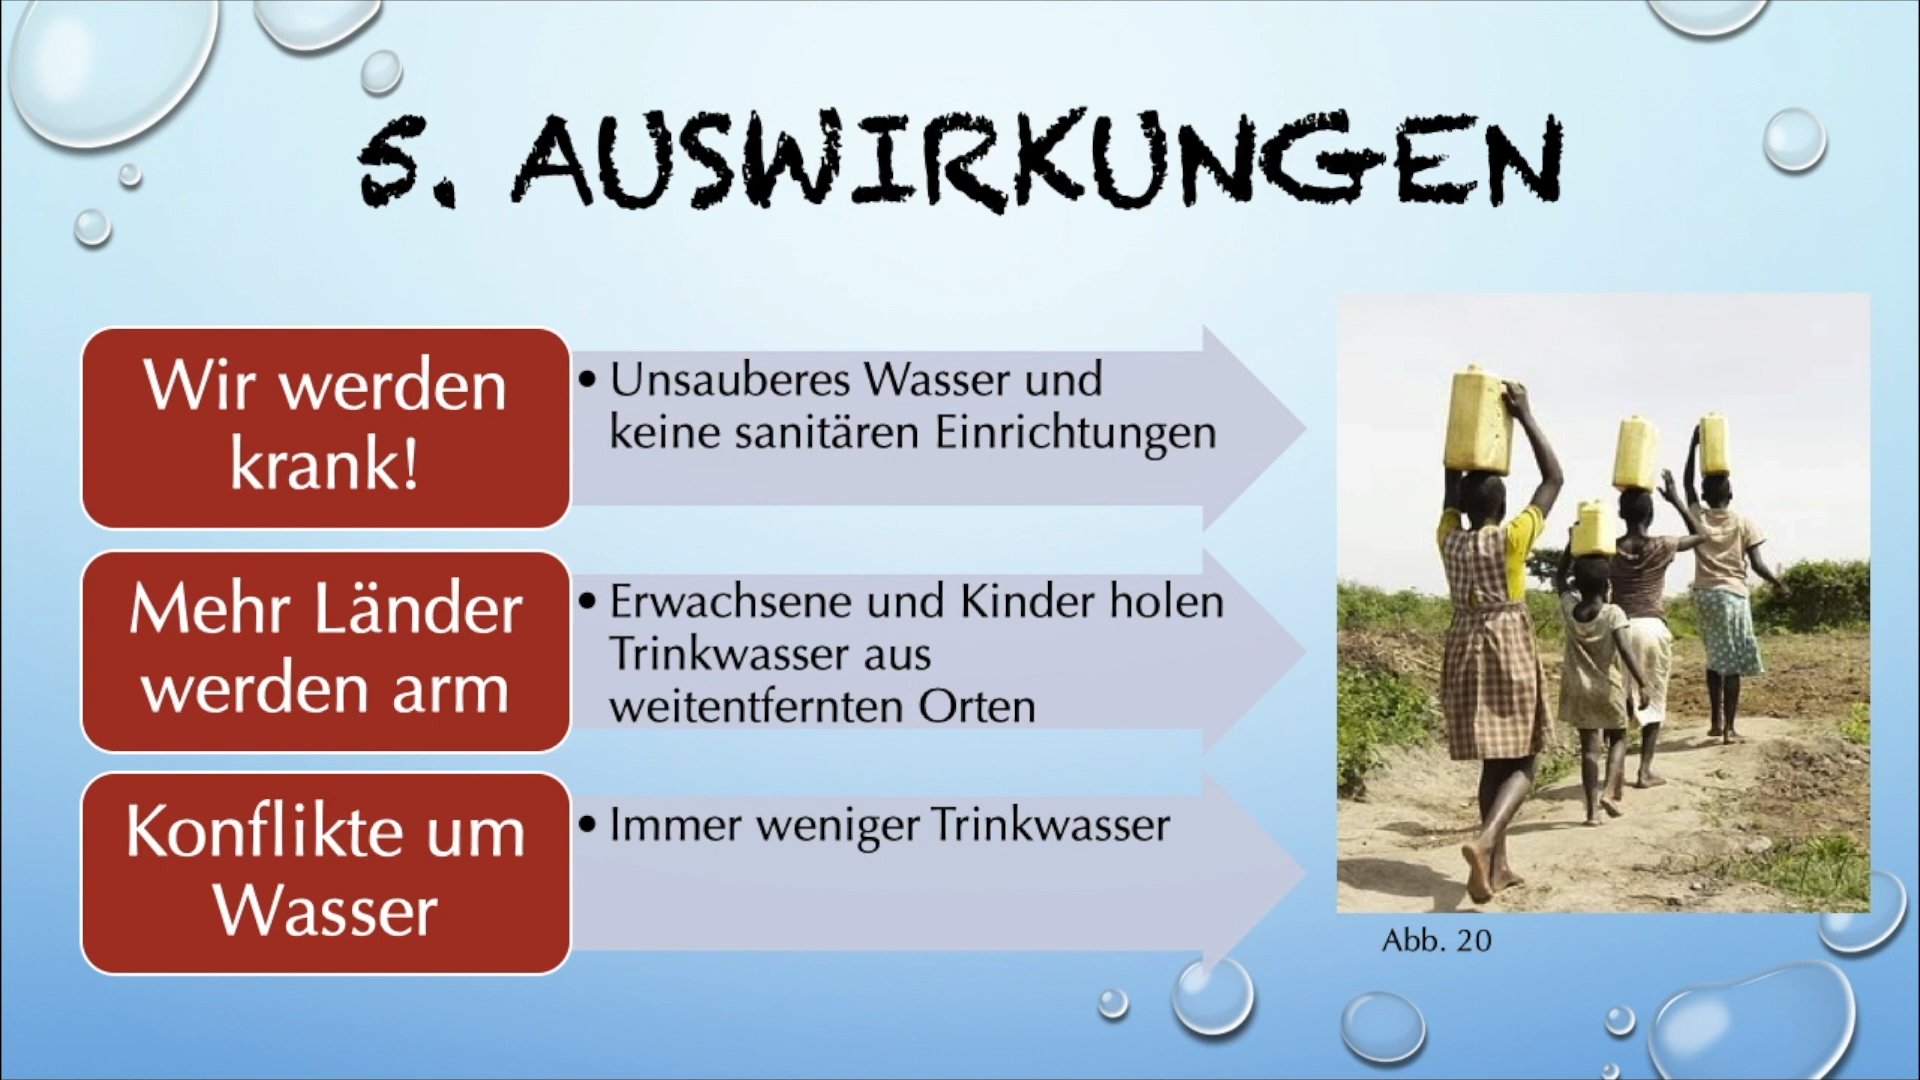 5. AUSWIRKUNGEN
Wir werden
krank!
• Unsauberes Wasser und
keine sanitären Einrichtungen
Mehr Länder
werden arm
• Erwachsene und Kinder holen
Trinkwasser aus
weitentfernten Orten
Konflikte um
Wasser
• Immer weniger Trinkwasser
Abb. 20